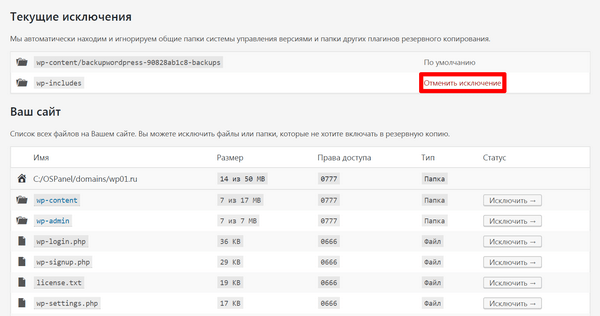 Текущие исключения
Мы автоматически находим и игнорируем общие папки системы управления версиями и папки других плагинов резервного копирования.
wp-content/backupwordpress-90828ab1c8-backups По умолчанию
wp-includes Отменить исключение
Ваш сайт
Список всех файлов на Вашем сайте. Вы можете исключить файлы или папки, которые не хотите включать в резервную копию.
Имя Размер Права доступа Тип Статус
C:/OSPanel/domains/wp01.ru 14 из 50 MB 0777 Папка
wp-content 7 из 17 MB 0777 Папка Исключить →
wp-admin 7 из 7 MB 0777 Папка Исключить →
wp-login.php 36 KB 0666 Файл Исключить →
wp-signup.php 29 KB 0666 Файл Исключить →
license.txt 19 KB 0666 Файл Исключить →
wp-settings.php 17 KB 0666 Файл Исключить →